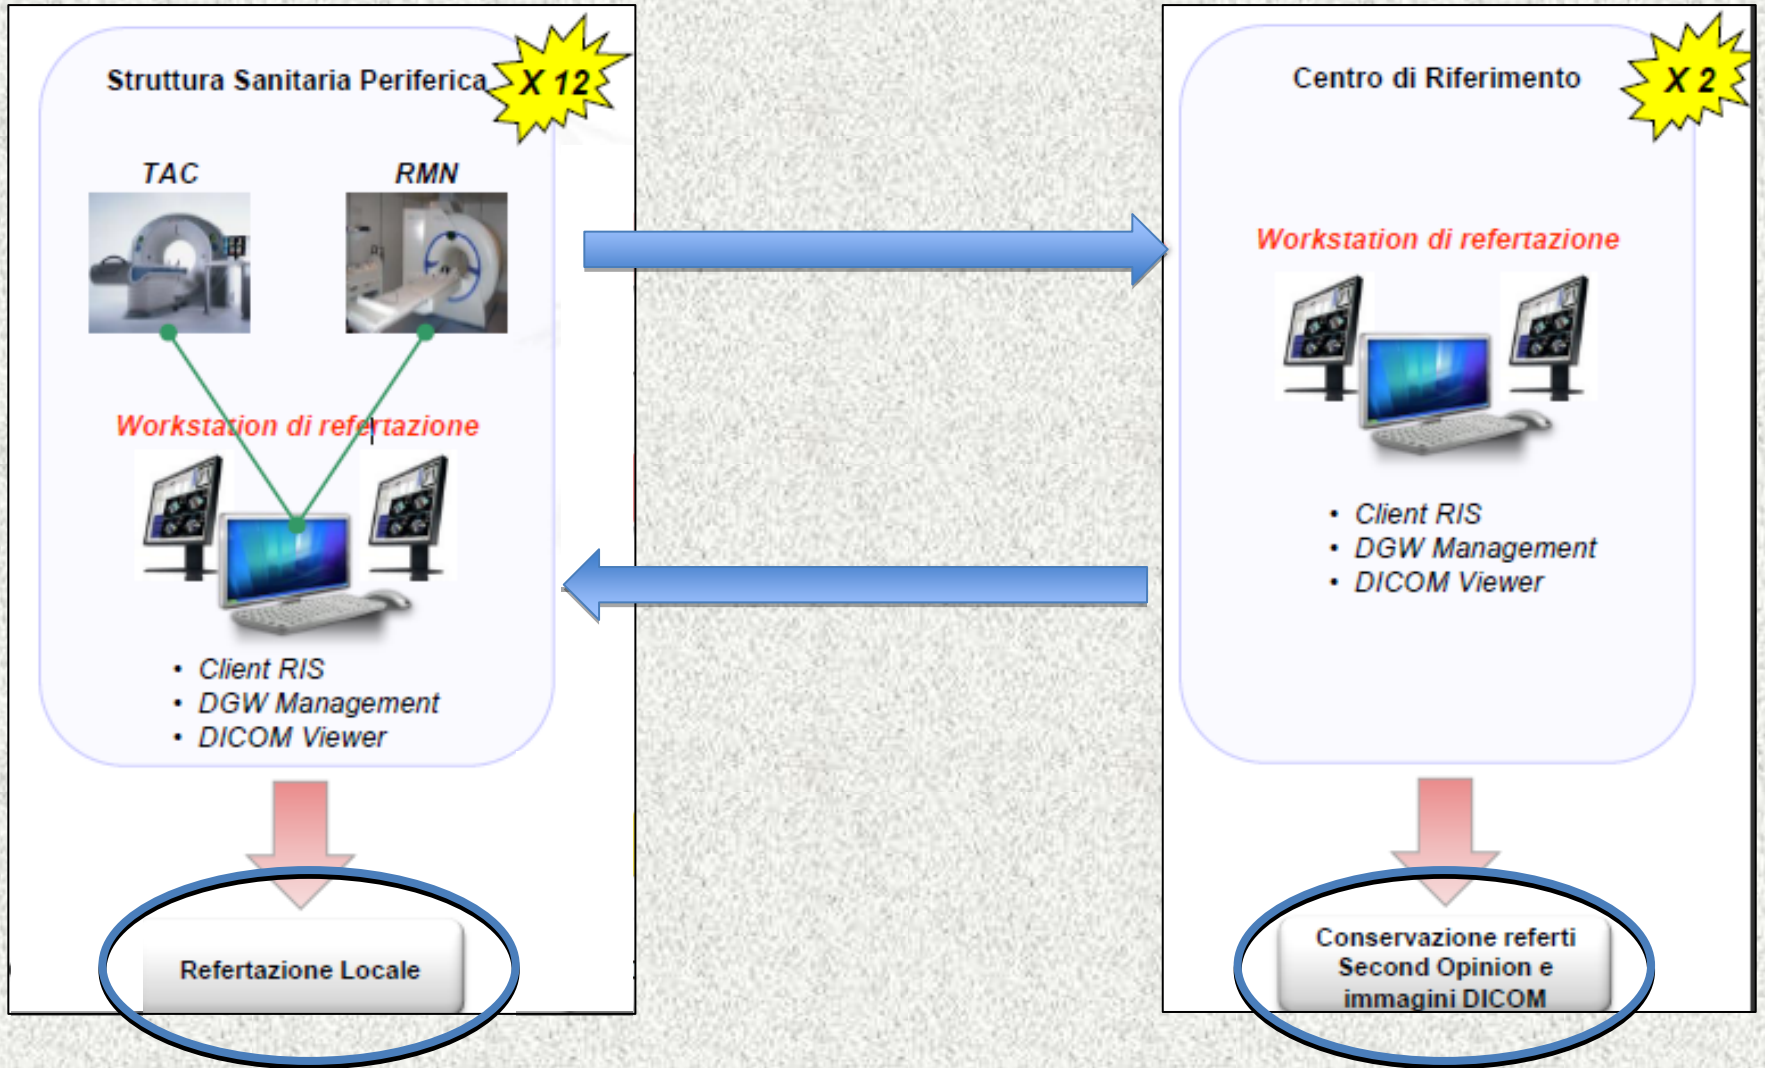 Struttura Sanitaria Periferica
X 12
TAC
RMN
Workstation di refertazione
• Client RIS
• DGW Management
• DICOM Viewer
Refertazione Locale
Centro di Riferimento
X 2
Workstation di refertazione
• Client RIS
• DGW Management
• DICOM Viewer
Conservazione referti
Second Opinion e
immagini DICOM